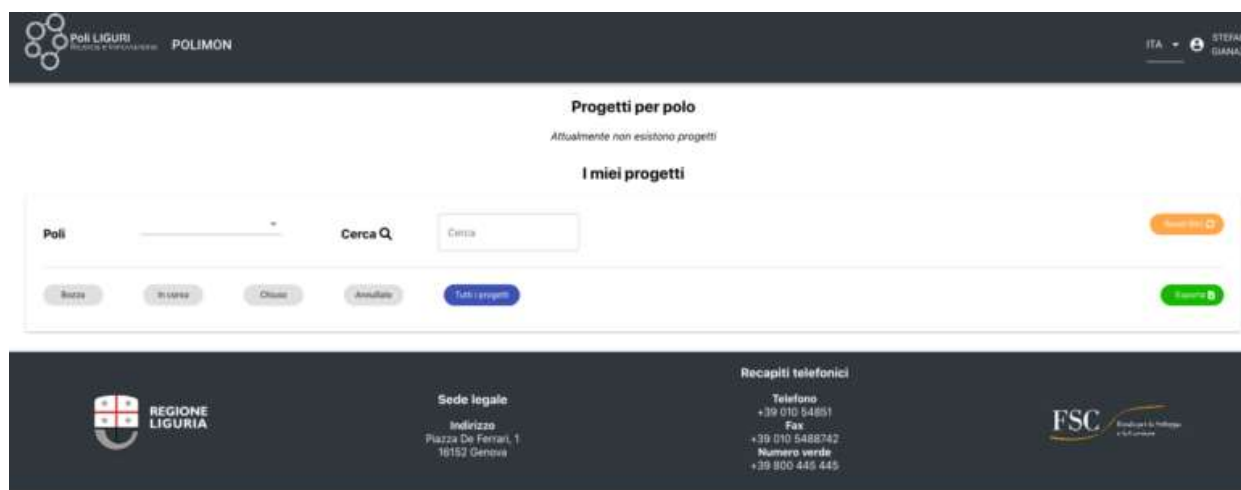 Poli LIGURI
POLIMON
ITA
STEFA
GIANA
Progetti per polo
Attualmente non esistono progetti
I miei progetti
Poli
Cerca
Cerca
Bozza
In corso
Chiuso
Annullato
Tutti i progetti
Esporta
REGIONE
LIGURIA
Sede legale
Indirizzo
Piazza De Ferrari, 1
16152 Genova
Recapiti telefonici
Telefono
+39 010 54851
Fax
+39 010 5488742
Numero verde
+39 800 445 445
FSC